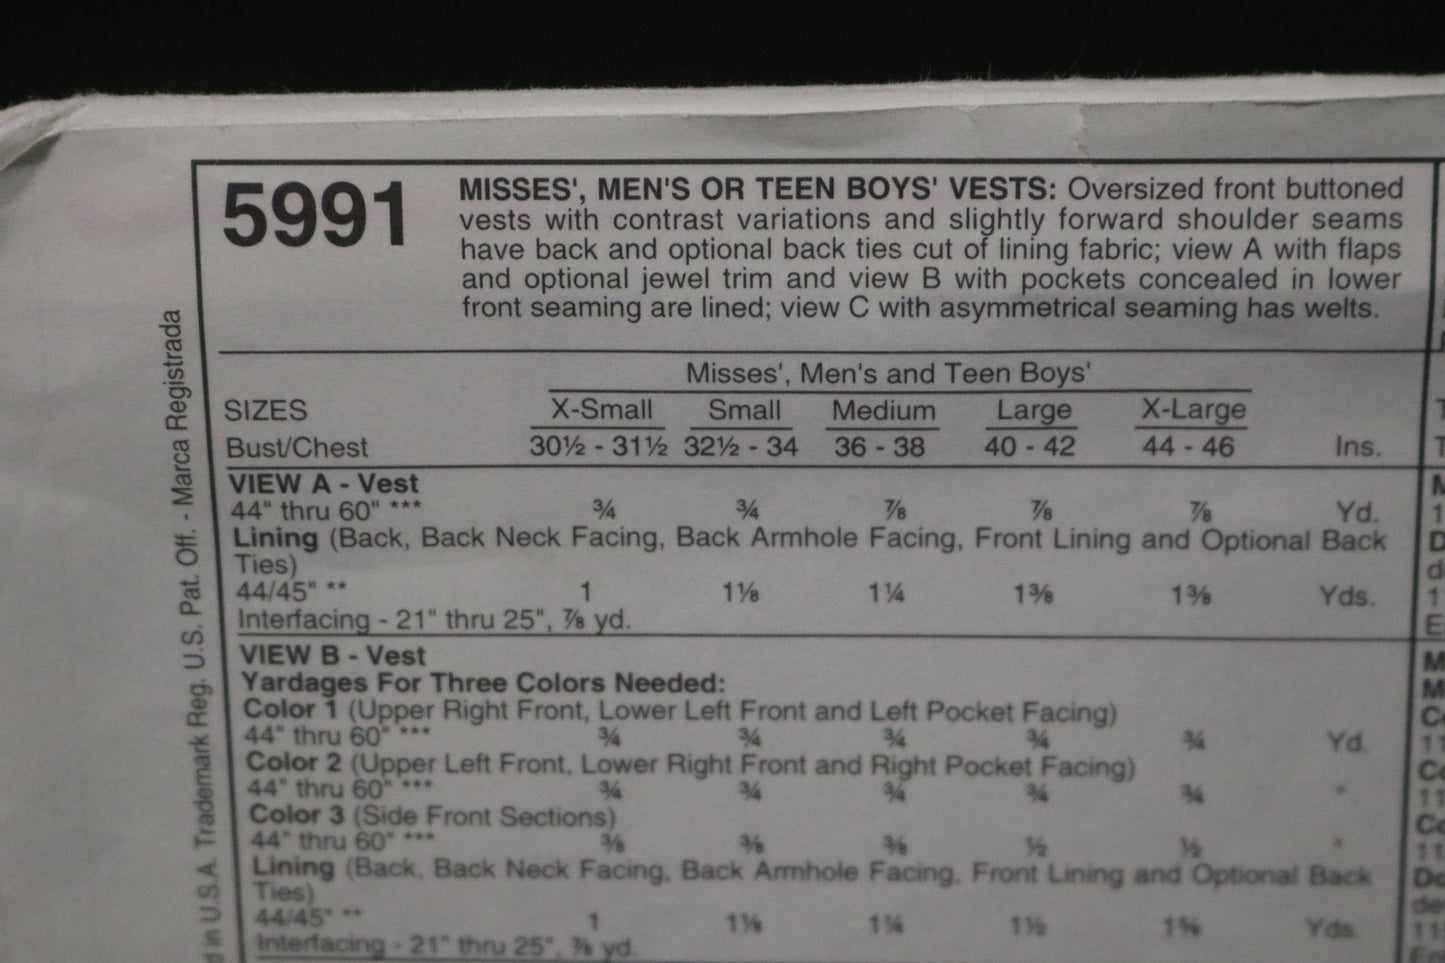 5991
MISSES', MEN'S OR TEEN BOYS' VESTS: Oversized front buttoned
vests with contrast variations and slightly forward shoulder seams
have back and optional back ties cut of lining fabric; view A with flaps
and optional jewel trim and view B with pockets concealed in lower
front seaming are lined; view C with asymmetrical seaming has welts.
Misses', Men's and Teen Boys'
SIZES X-Small Small Medium Large X-Large
Bust/Chest 30½ - 31½ 32½ - 34 36 - 38 40 - 42 44 - 46 Ins.
VIEW A - Vest
44" thru 60" *** ¾ ¾ ⅞ ⅞ ⅞ Yd.
Lining (Back, Back Neck Facing, Back Armhole Facing, Front Lining and Optional Back
Ties)
44/45" ** 1 1⅛ 1¼ 1⅜ 1⅜ Yds.
Interfacing - 21" thru 25", ⅞ yd.
VIEW B - Vest
Yardages For Three Colors Needed:
Color 1 (Upper Right Front, Lower Left Front and Left Pocket Facing)
44" thru 60" *** ¾ ¾ ¾ ¾ ¾ Yd.
Color 2 (Upper Left Front, Lower Right Front and Right Pocket Facing)
44" thru 60" *** ¾ ¾ ¾ ¾ ¾ "
Color 3 (Side Front Sections)
44" thru 60" *** ⅜ ⅜ ⅜ ½ ½ "
Lining (Back, Back Neck Facing, Back Armhole Facing, Front Lining and Optional Back
Ties)
44/45" ** 1 1¼ 1½ Yds.
Interfacing - 21" thru 25", ⅞ yd.
in U.S.A. Trademark Reg. U.S. Pat. Off. - Marca Registrada